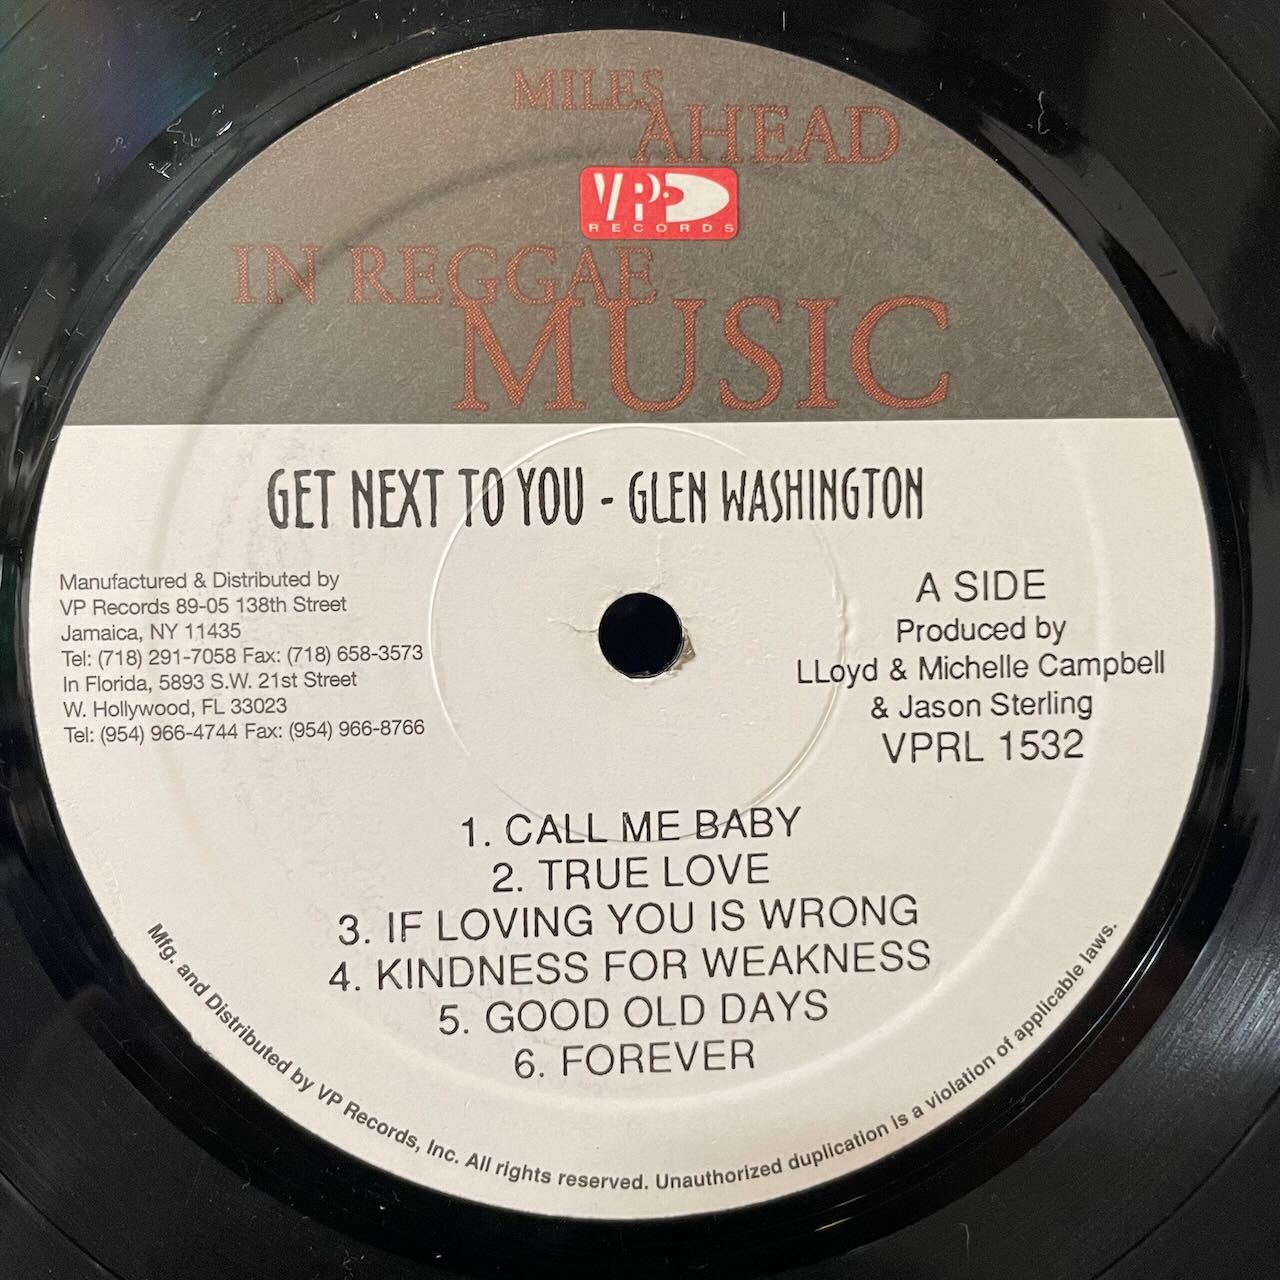 MILES
AHEAD
VP
RECORDS
IN REGGAE
MUSIC
GET NEXT TO YOU - GLEN WASHINGTON
Manufactured & Distributed by
VP Records 89-05 138th Street
Jamaica, NY 11435
Tel: (718) 291-7058 Fax: (718) 658-3573
In Florida, 5893 S.W. 21st Street
W. Hollywood, FL 33023
Tel: (954) 966-4744 Fax: (954) 966-8766
A SIDE
Produced by
LLoyd & Michelle Campbell
& Jason Sterling
VPRL 1532
1. CALL ME BABY
2. TRUE LOVE
3. IF LOVING YOU IS WRONG
4. KINDNESS FOR WEAKNESS
5. GOOD OLD DAYS
6. FOREVER
Mfg. and Distributed by VP Records, Inc. All rights reserved. Unauthorized duplication is a violation of applicable laws.